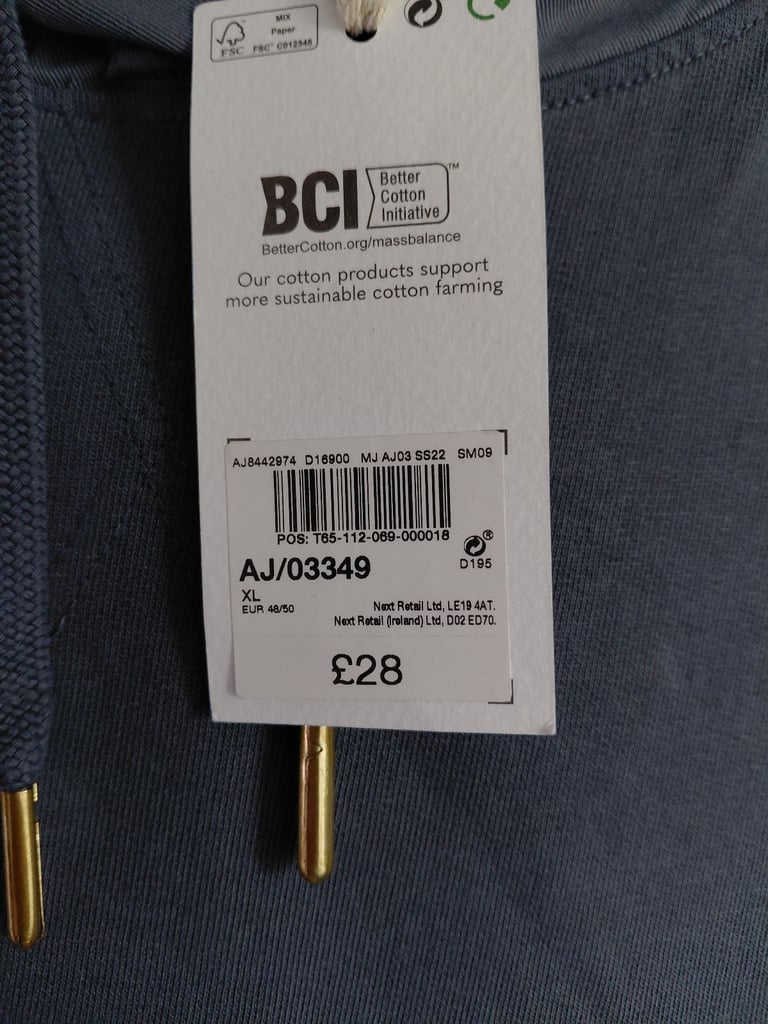 MIX
Paper
FSC
FSC® C012345
BCI
Better
Cotton
Initiative™
BetterCotton.org/massbalance
Our cotton products support
more sustainable cotton farming
AJ8442974 D16900 MJ AJ03 SS22 SM09
POS: T65-112-069-000018
AJ/03349
D195
XL
EUR 48/50
Next Retail Ltd, LE19 4AT.
Next Retail (Ireland) Ltd, D02 ED70.
£28